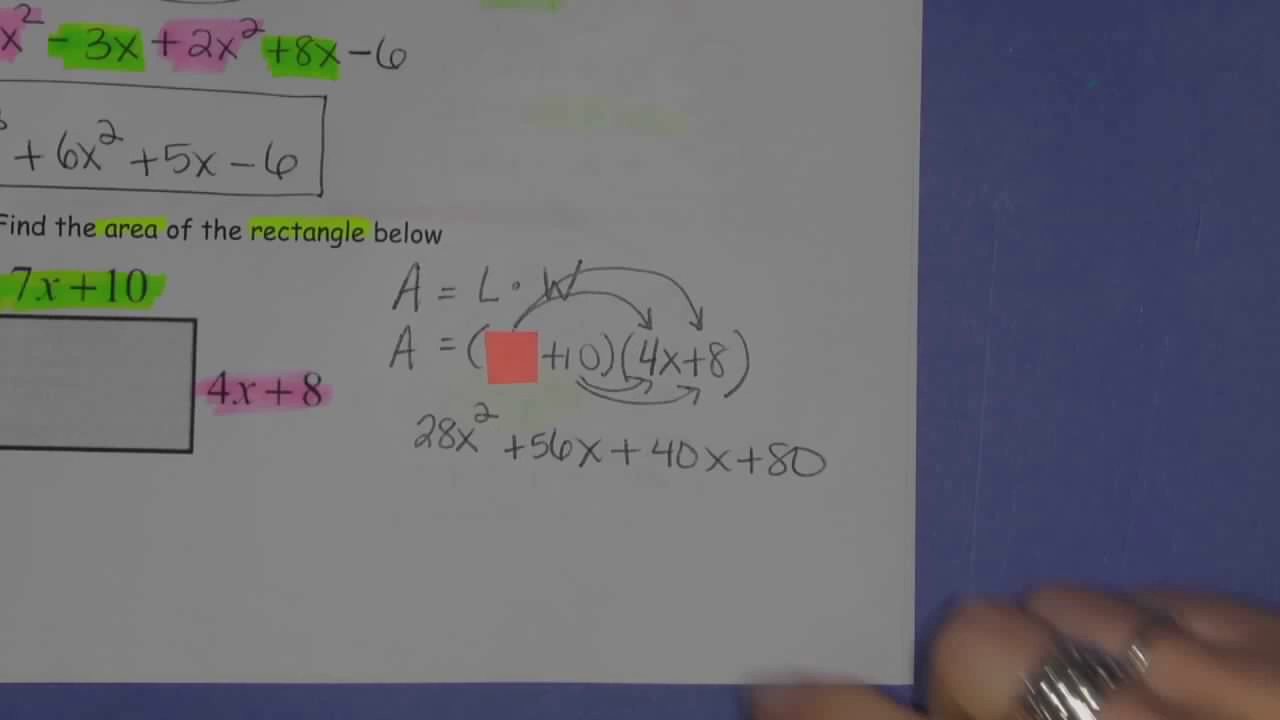 x² - 3x + 2x² + 8x - 6
+ 6x² + 5x - 6
Find the area of the rectangle below
7x + 10
A = L · W
A = ( +10)(4x+8)
4x + 8
28x² + 56x + 40x + 80